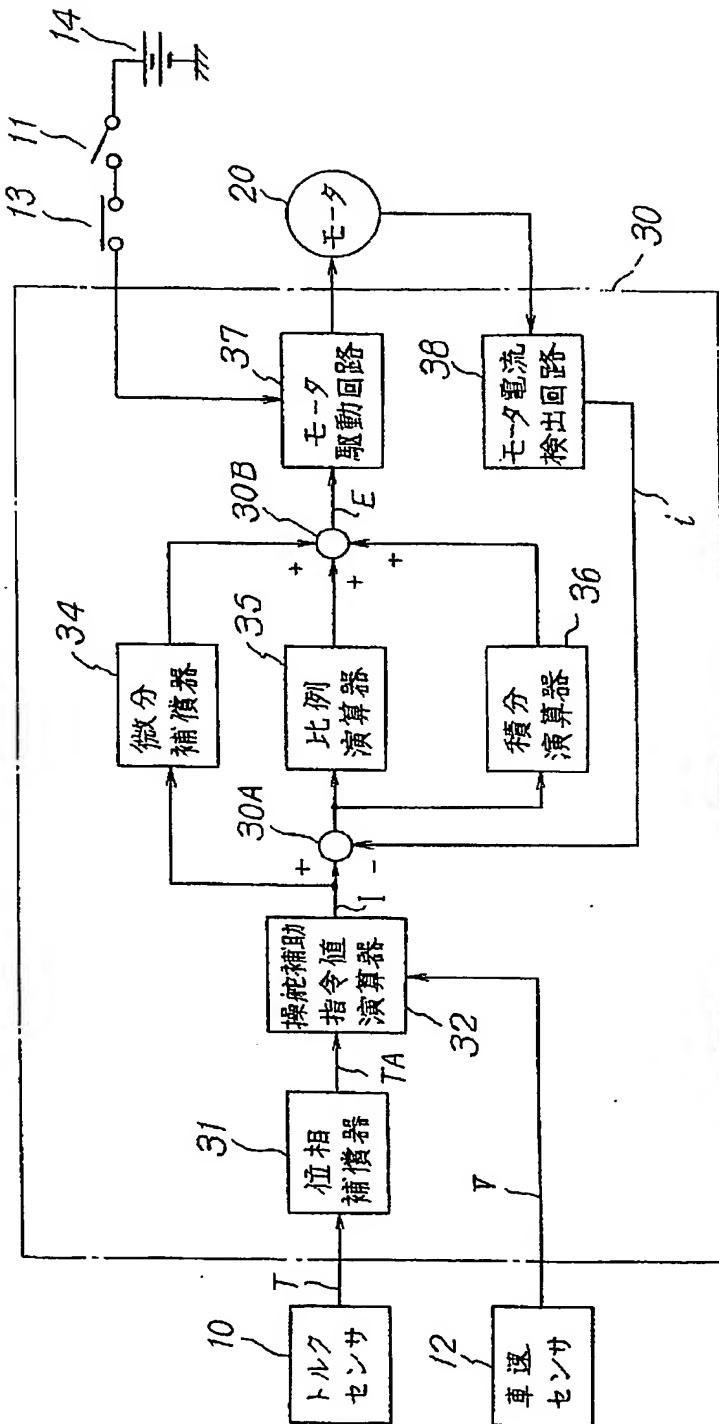 14
11
13
20
モータ
30
37
モータ
駆動回路
38
モータ電流
検出回路
i
E
30B
+
+
+
34
微分
補償器
35
比例
演算器
36
積分
演算器
30A
+
-
I
操舵補助
指令値
演算器
32
TA
31
位相
補償器
T
V
10
トルク
センサ
12
車速
センサ